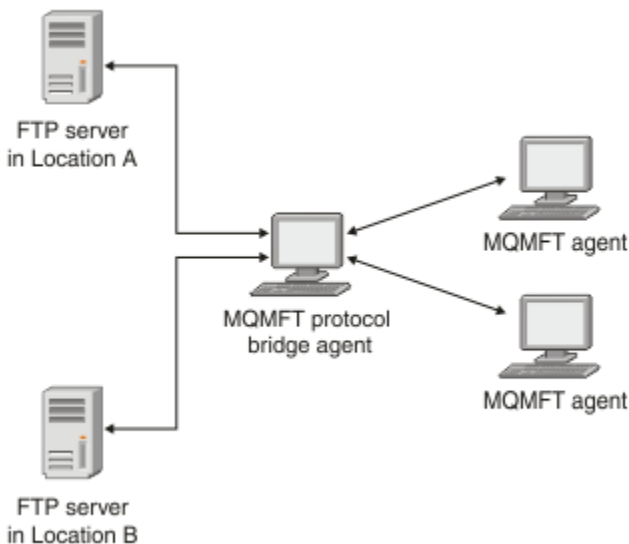 FTP server
in Location A
MQMFT agent
MQMFT protocol
bridge agent
MQMFT agent
FTP server
in Location B